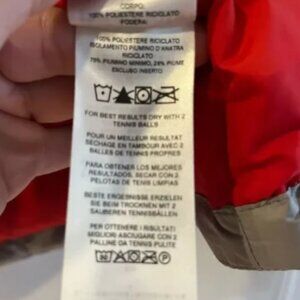 CORPO:
100% POLIESTERE RICICLATO
FODERA:
100% POLIESTERE RICICLATO
ISOLAMENTO PIUMINO D'ANATRA
RICICLATO
75% PIUMINO MINIMO, 25% PIUME
ESCLUSO INSERTO
FOR BEST RESULTS DRY WITH 2
TENNIS BALLS
POUR UN MEILLEUR RESULTAT
SECHAGE EN TAMBOUR AVEC 2
BALLES DE TENNIS PROPRES
PARA OBTENER LOS MEJORES
RESULTADOS, SECAR CON 2
PELOTAS DE TENIS LIMPIAS
BESTE ERGEBNISSE ERZIELEN
SIE BEIM TROCKNEN MIT 2
SAUBEREN TENNISBÄLLEN
PER OTTENERE I RISULTATI
MIGLIORI ASCIUGARE CON 2
PALLINE DA TENNIS PULITE